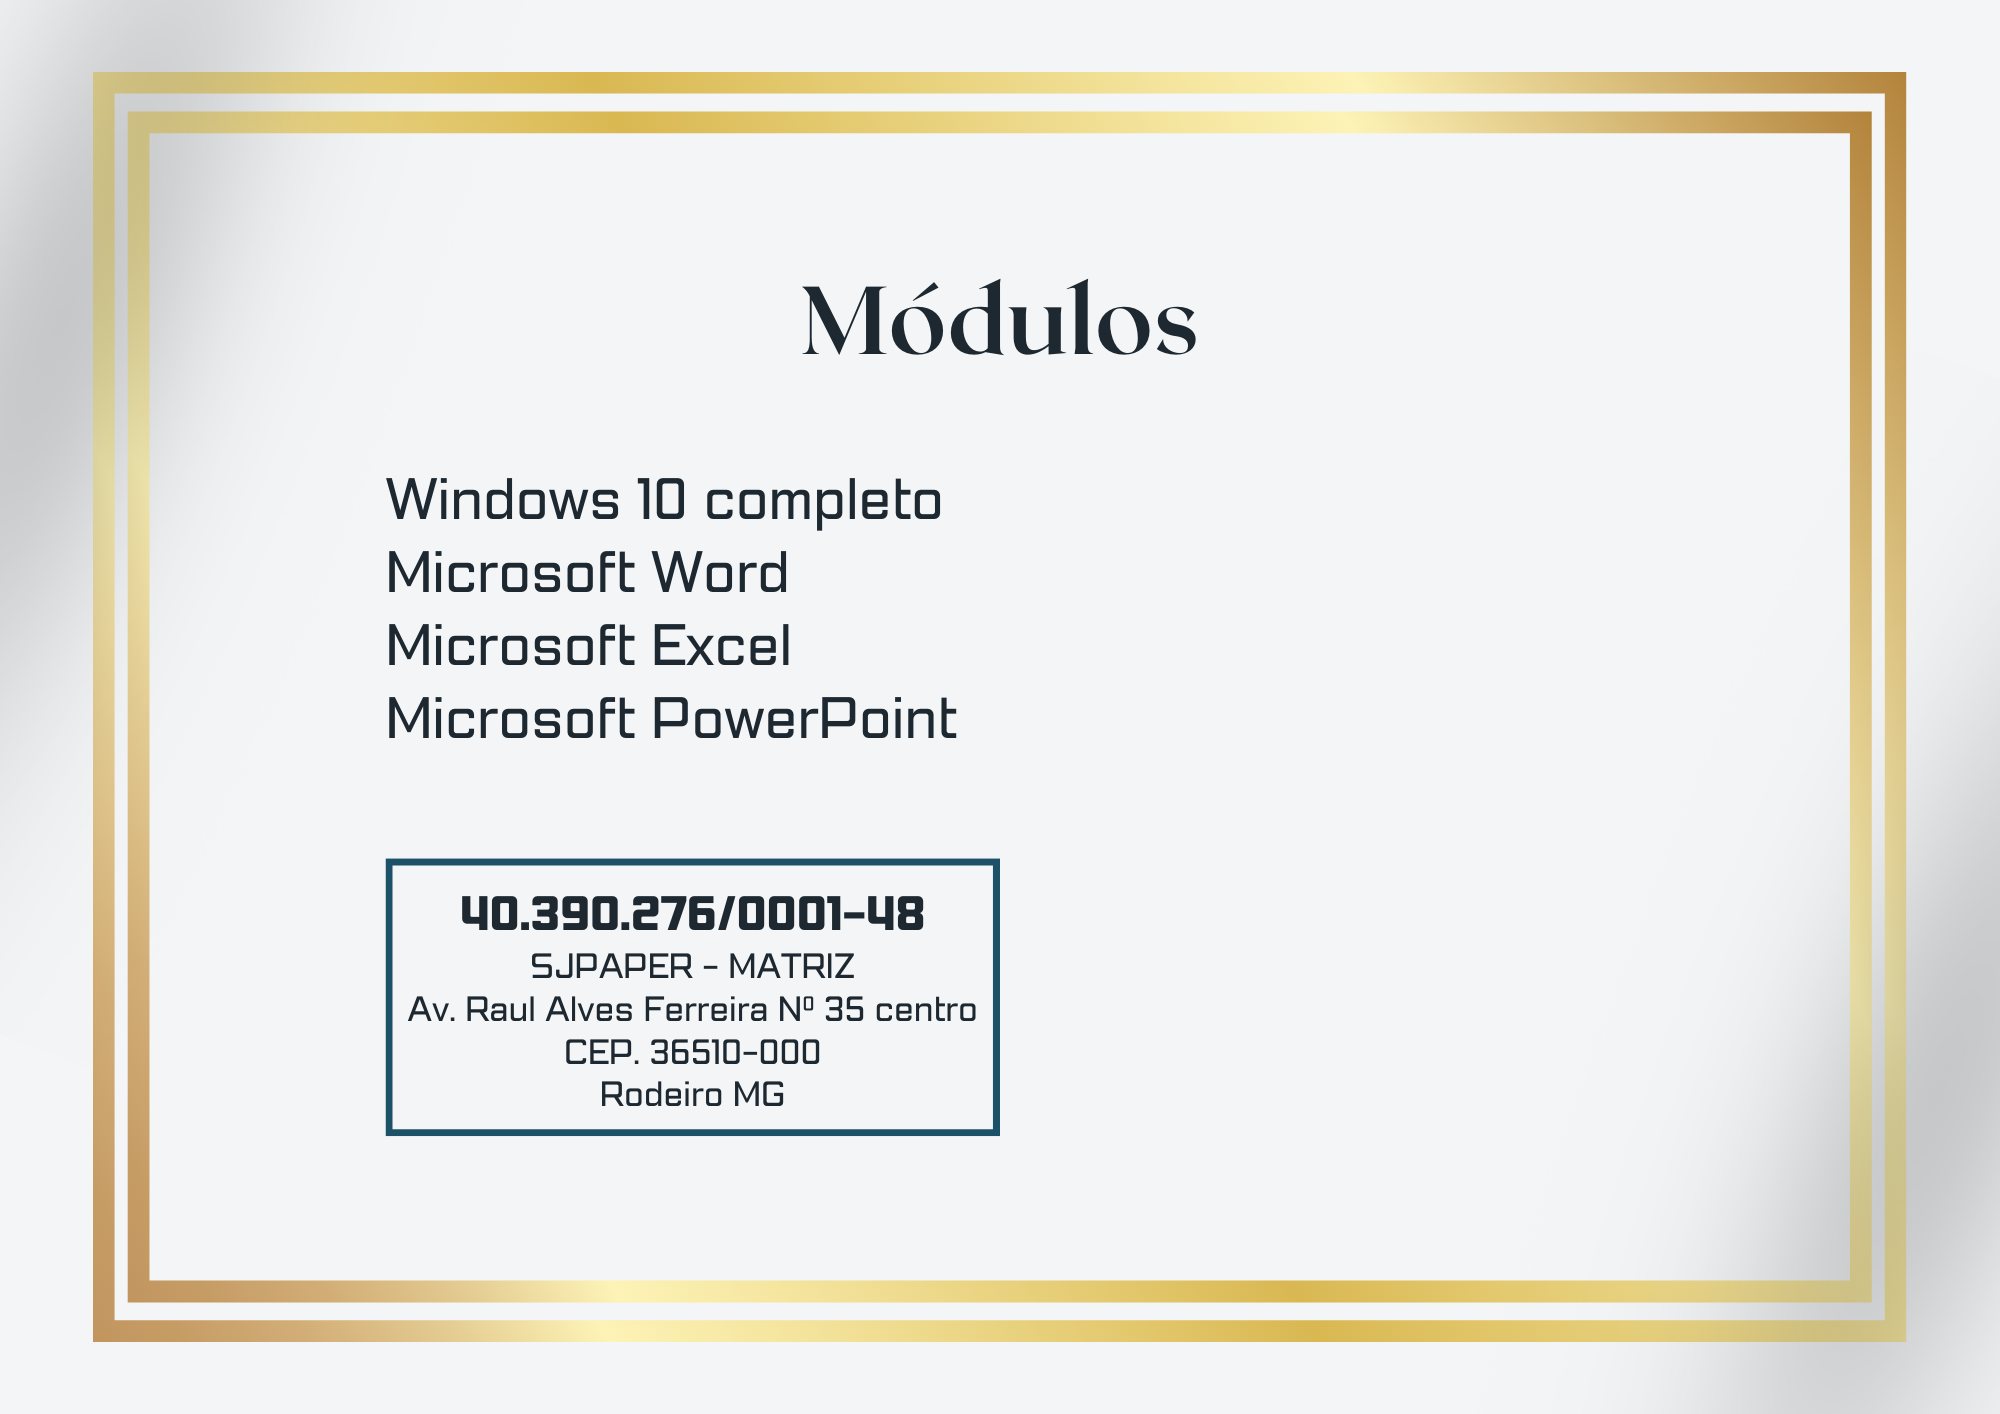 Módulos
Windows 10 completo
Microsoft Word
Microsoft Excel
Microsoft PowerPoint
40.390.276/0001-48
SJPAPER - MATRIZ
Av. Raul Alves Ferreira Nº 35 centro
CEP. 36510-000
Rodeiro MG